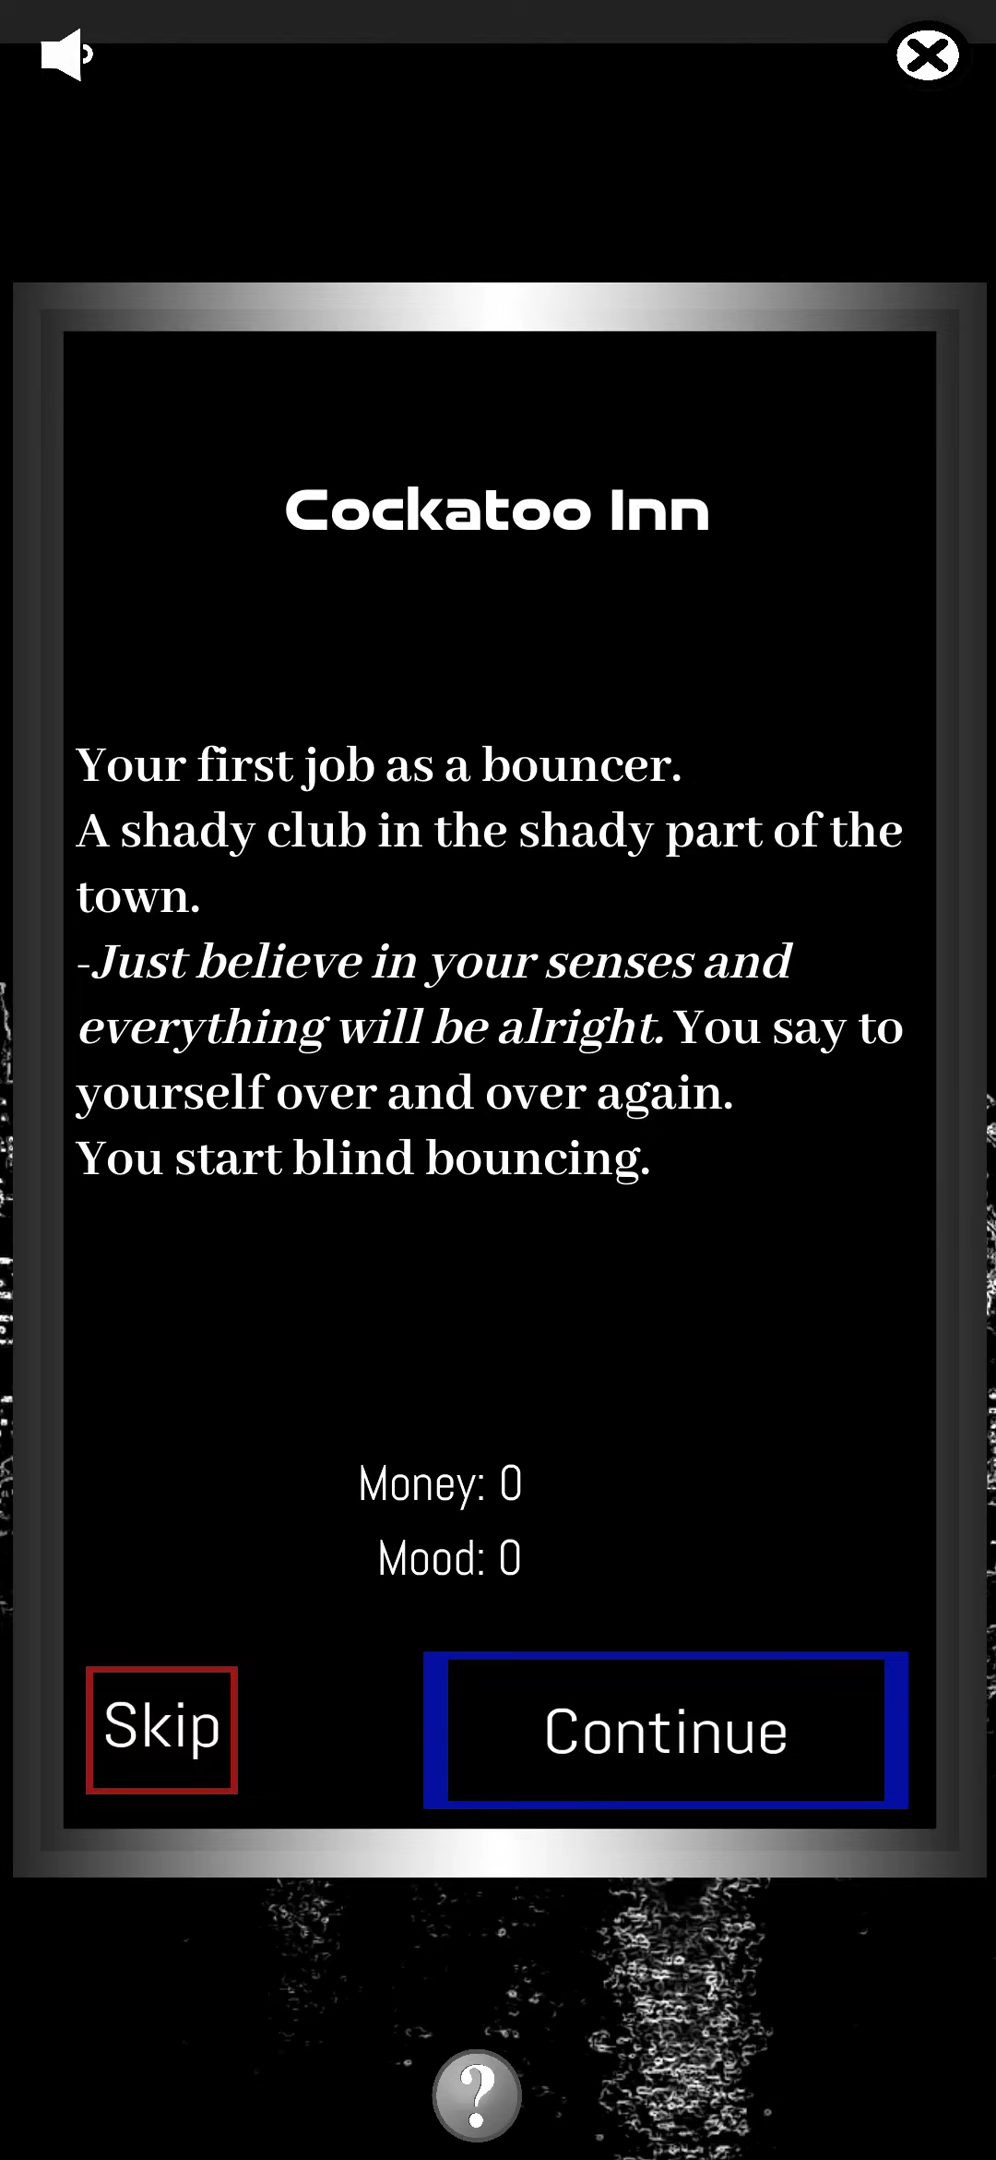 Cockatoo Inn
Your first job as a bouncer.
A shady club in the shady part of the
town.
-Just believe in your senses and
everything will be alright. You say to
yourself over and over again.
You start blind bouncing.
Money: 0
Mood: 0
Skip
Continue
?